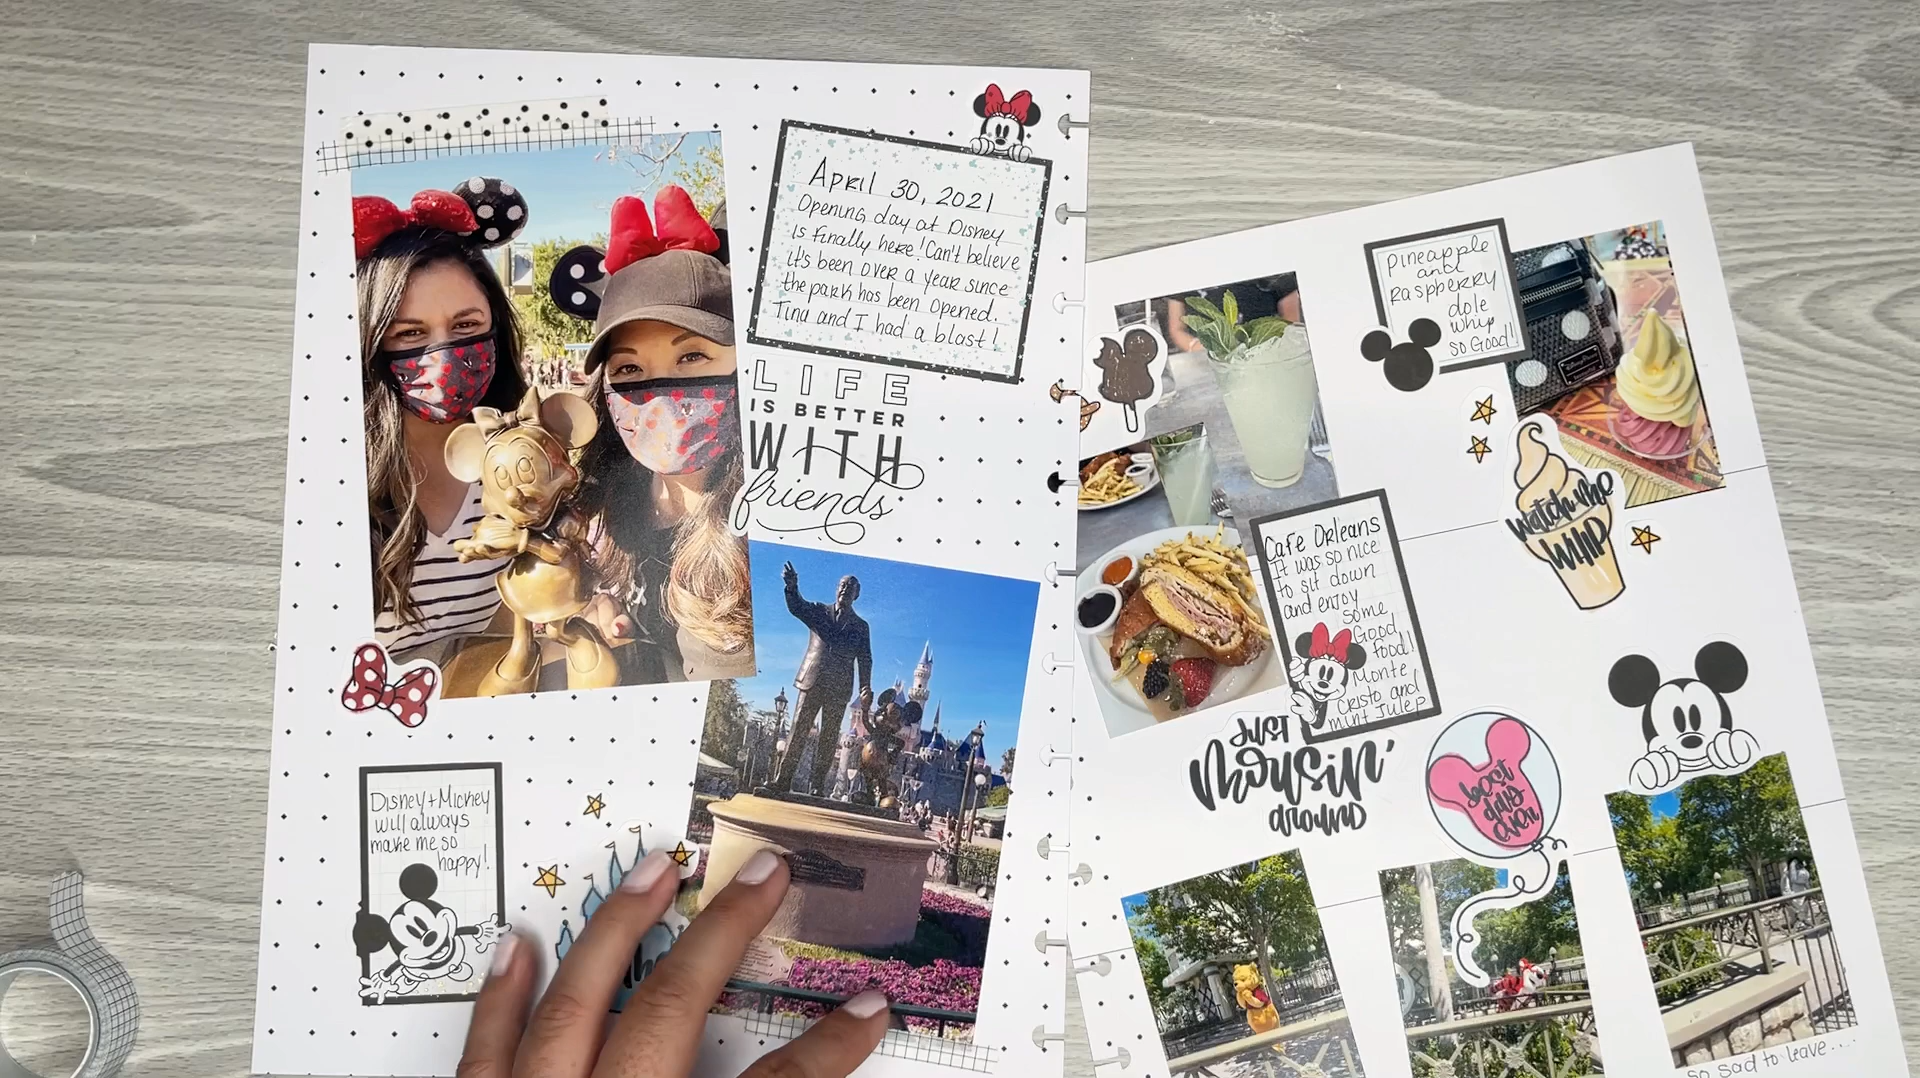 April 30, 2021
Opening day at Disney
is finally here! Can't believe
it's been over a year since
the park has been opened.
Tina and I had a blast!
LIFE
IS BETTER
WITH
friends
Disney + Mickey
will always
make me so
happy!
Pineapple
and
Raspberry
dole
whip
so Good!
Watch me
WHIP
Cafe Orleans
It was so nice
to sit down
and enjoy
some
Good
food!
Monte
Cristo and
mint julep
JUST
Mousin'
around
best
day
ever
so sad to leave....